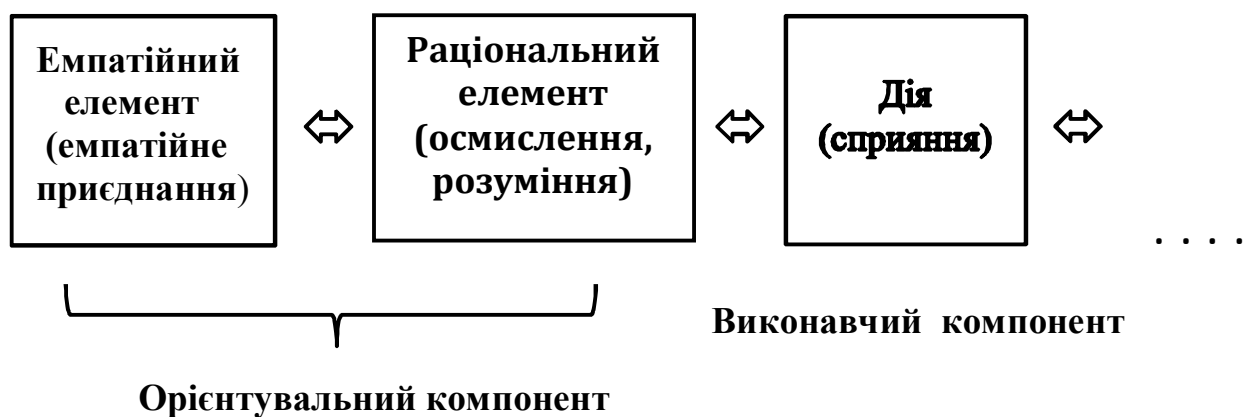 Емпатійний
елемент
(емпатійне
приєднання)
Раціональний
елемент
(осмислення,
розуміння)
Дія
(сприяння)
. . . .
Виконавчий компонент
Орієнтувальний компонент